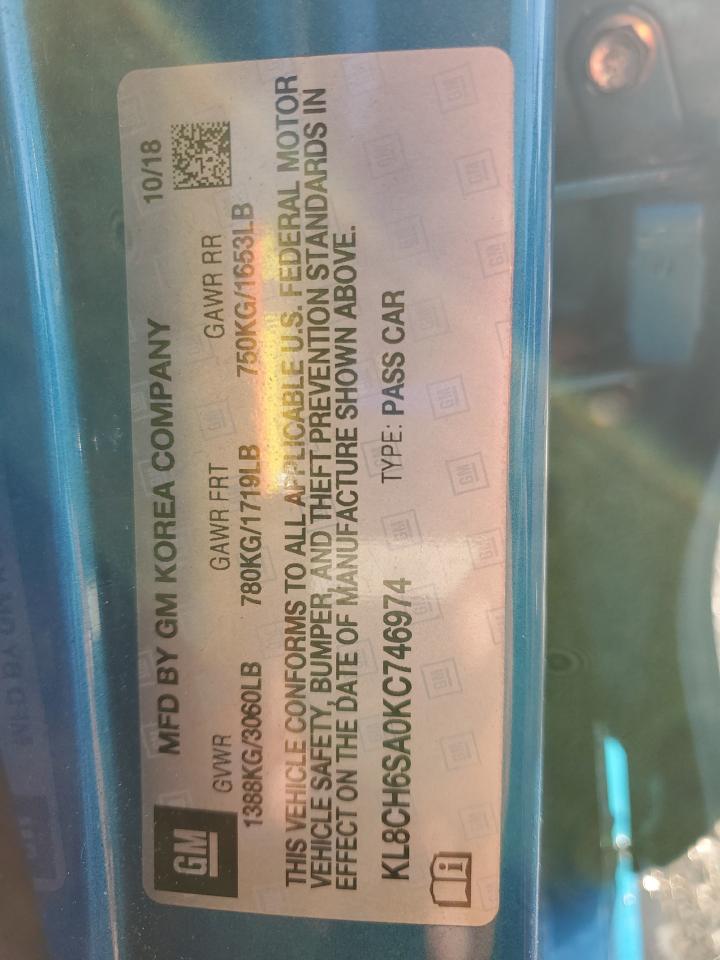 GM
MFD BY GM KOREA COMPANY 10/18
GVWR GAWR FRT GAWR RR
1388KG/3060LB 780KG/1719LB 750KG/1653LB
THIS VEHICLE CONFORMS TO ALL APPLICABLE U.S. FEDERAL MOTOR
VEHICLE SAFETY, BUMPER, AND THEFT PREVENTION STANDARDS IN
EFFECT ON THE DATE OF MANUFACTURE SHOWN ABOVE.
KL8CH6SA0KC746974 TYPE: PASS CAR